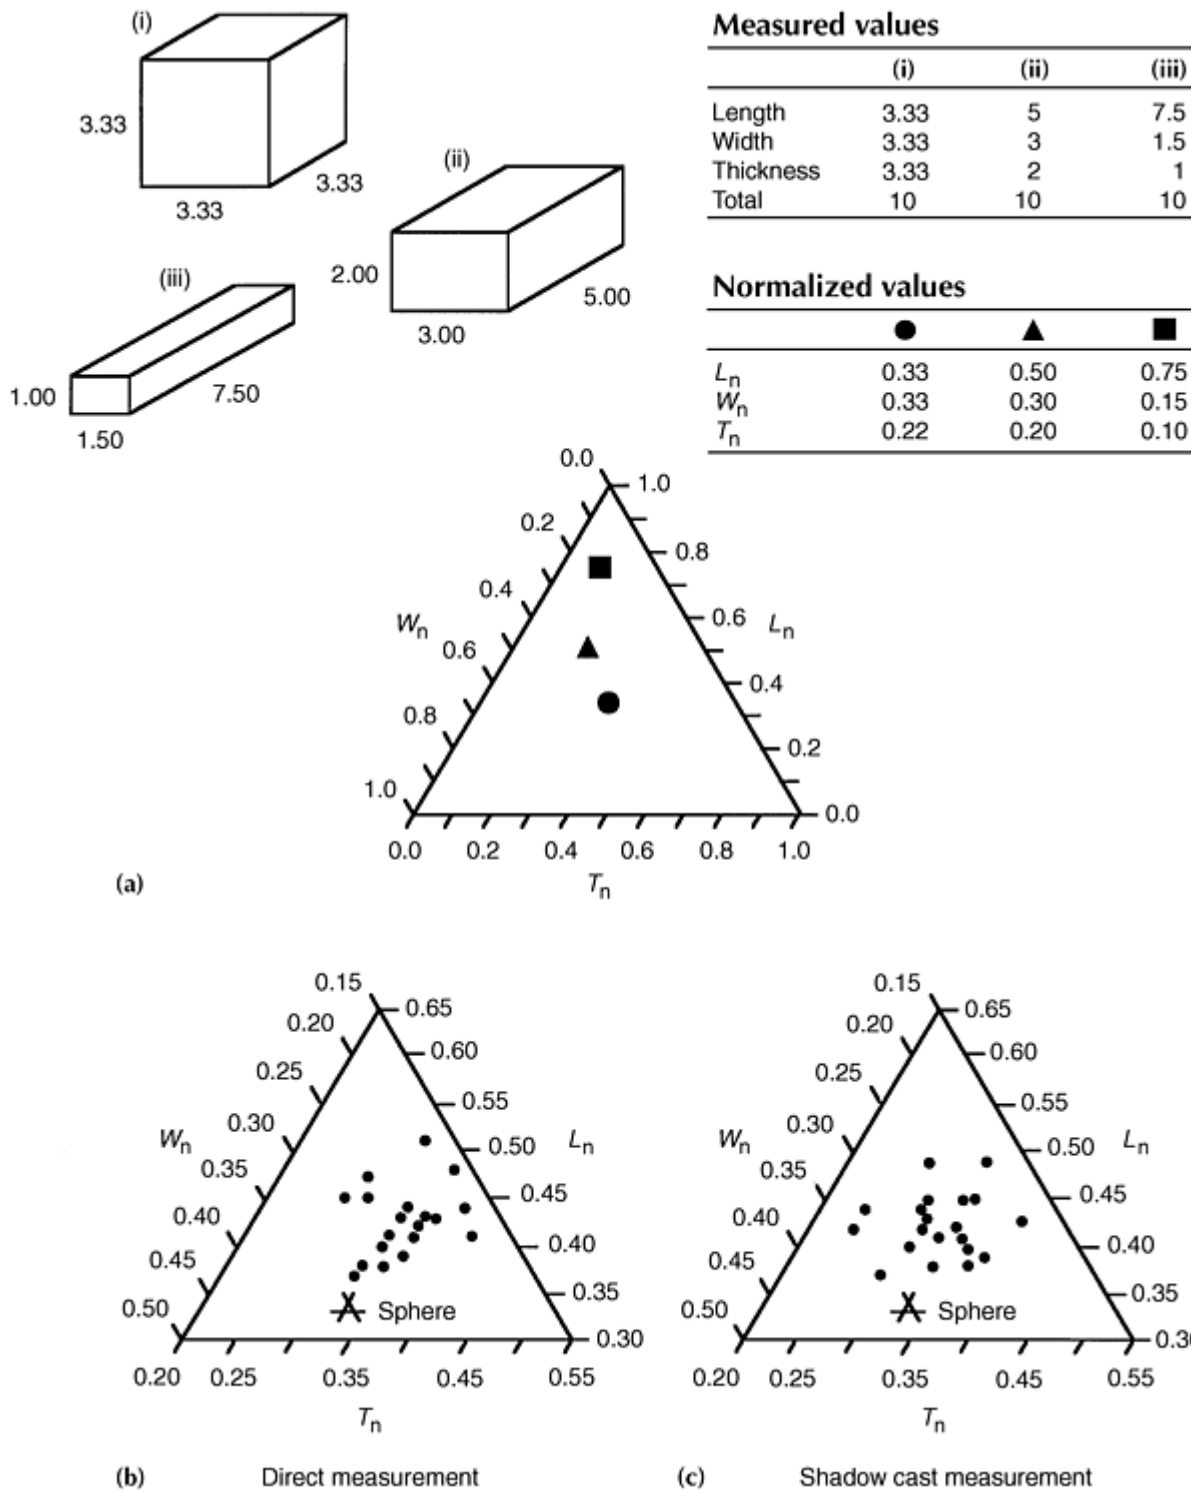 (i)
3.33
3.33
3.33
(ii)
2.00
3.00
5.00
(iii)
1.00
1.50
7.50
Measured values
(i) (ii) (iii)
Length 3.33 5 7.5
Width 3.33 3 1.5
Thickness 3.33 2 1
Total 10 10 10
Normalized values
Ln 0.33 0.50 0.75
Wn 0.33 0.30 0.15
Tn 0.22 0.20 0.10
0.0 1.0
0.2 0.8
0.4 0.6
Wn Ln
0.6 0.4
0.8 0.2
1.0 0.0
0.0 0.2 0.4 0.6 0.8 1.0
Tn
(a)
0.15 0.65
0.20 0.60
0.25 0.55
0.30 0.50
Wn Ln
0.35 0.45
0.40 0.40
0.45 0.35
0.50 Sphere 0.30
0.20 0.25 0.35 0.45 0.55
Tn
(b) Direct measurement
0.15 0.65
0.20 0.60
0.25 0.55
0.30 0.50
Wn Ln
0.35 0.45
0.40 0.40
0.45 0.35
0.50 Sphere 0.30
0.20 0.25 0.35 0.45 0.55
Tn
(c) Shadow cast measurement